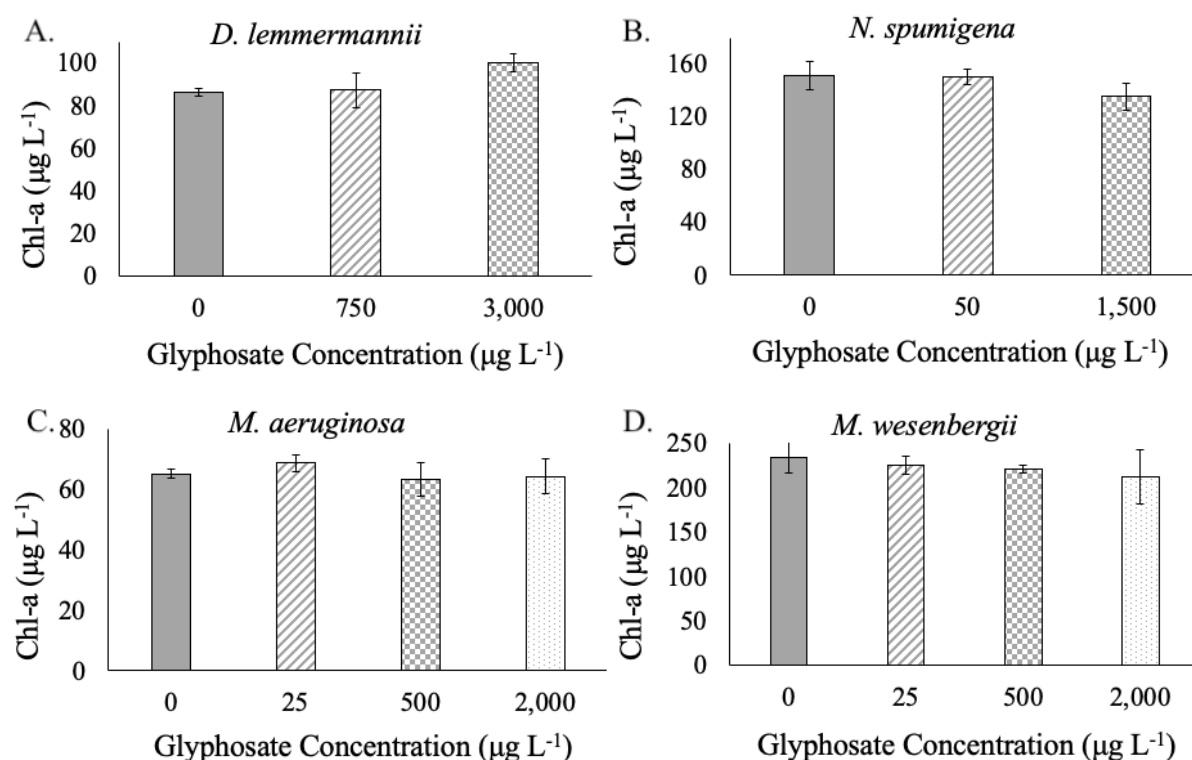 A.
D. lemmermannii
Chl-a (µg L-1)
100
80
60
40
20
0
0 750 3,000
Glyphosate Concentration (µg L-1)
B.
N. spumigena
Chl-a (µg L-1)
160
120
80
40
0
0 50 1,500
Glyphosate Concentration (µg L-1)
C.
M. aeruginosa
Chl-a (µg L-1)
80
60
40
20
0
0 25 500 2,000
Glyphosate Concentration (µg L-1)
D.
M. wesenbergii
Chl-a (µg L-1)
250
200
150
100
50
0
0 25 500 2,000
Glyphosate Concentration (µg L-1)